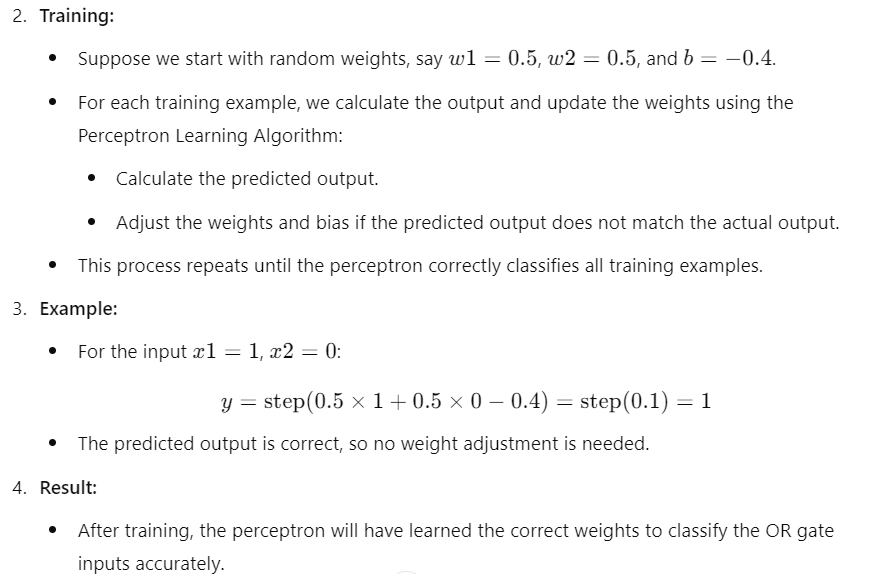 2. Training:
• Suppose we start with random weights, say w1 = 0.5, w2 = 0.5, and b = −0.4.
• For each training example, we calculate the output and update the weights using the
Perceptron Learning Algorithm:
• Calculate the predicted output.
• Adjust the weights and bias if the predicted output does not match the actual output.
• This process repeats until the perceptron correctly classifies all training examples.
3. Example:
• For the input x1 = 1, x2 = 0:
y = step(0.5 × 1 + 0.5 × 0 − 0.4) = step(0.1) = 1
• The predicted output is correct, so no weight adjustment is needed.
4. Result:
• After training, the perceptron will have learned the correct weights to classify the OR gate
inputs accurately.